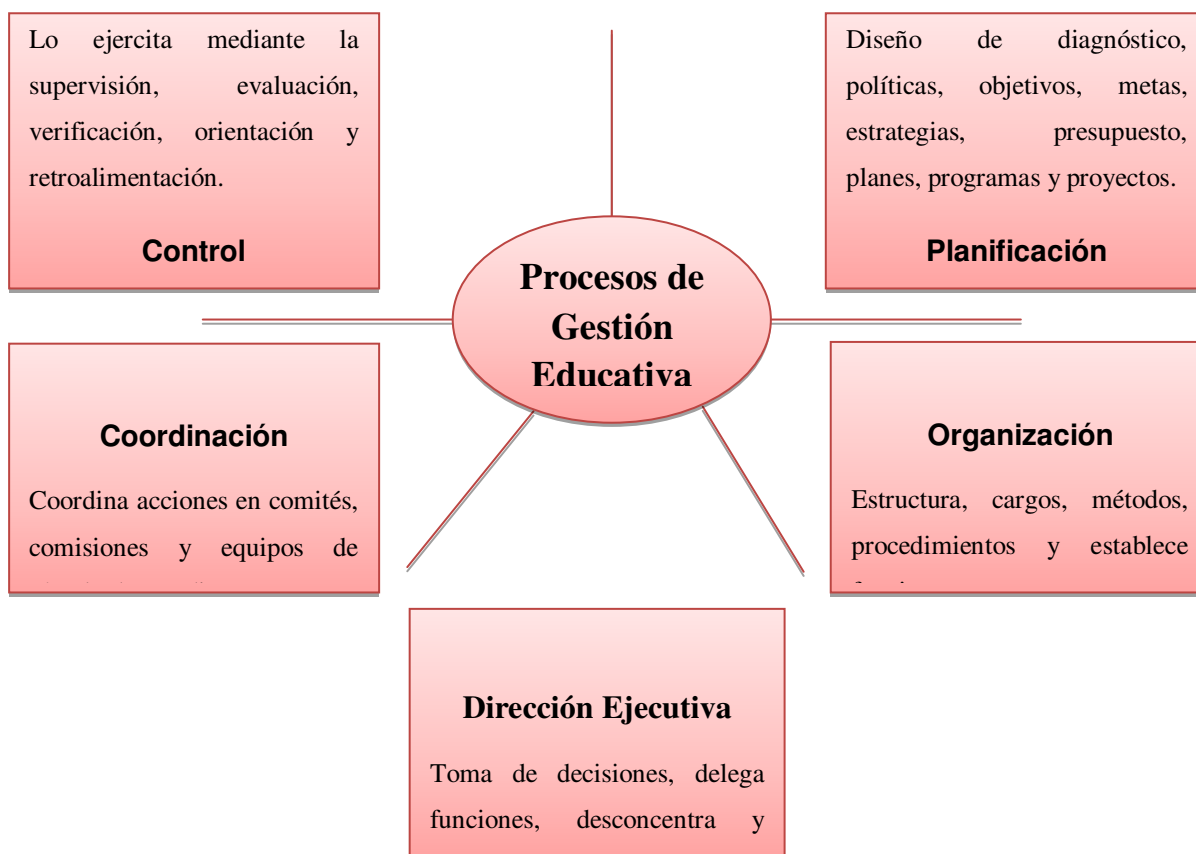 Lo ejercita mediante la
supervisión, evaluación,
verificación, orientación y
retroalimentación.
Control
Diseño de diagnóstico,
políticas, objetivos, metas,
estrategias, presupuesto,
planes, programas y proyectos.
Planificación
Procesos de
Gestión
Educativa
Coordinación
Coordina acciones en comités,
comisiones y equipos de
Organización
Estructura, cargos, métodos,
procedimientos y establece
Dirección Ejecutiva
Toma de decisiones, delega
funciones, desconcentra y